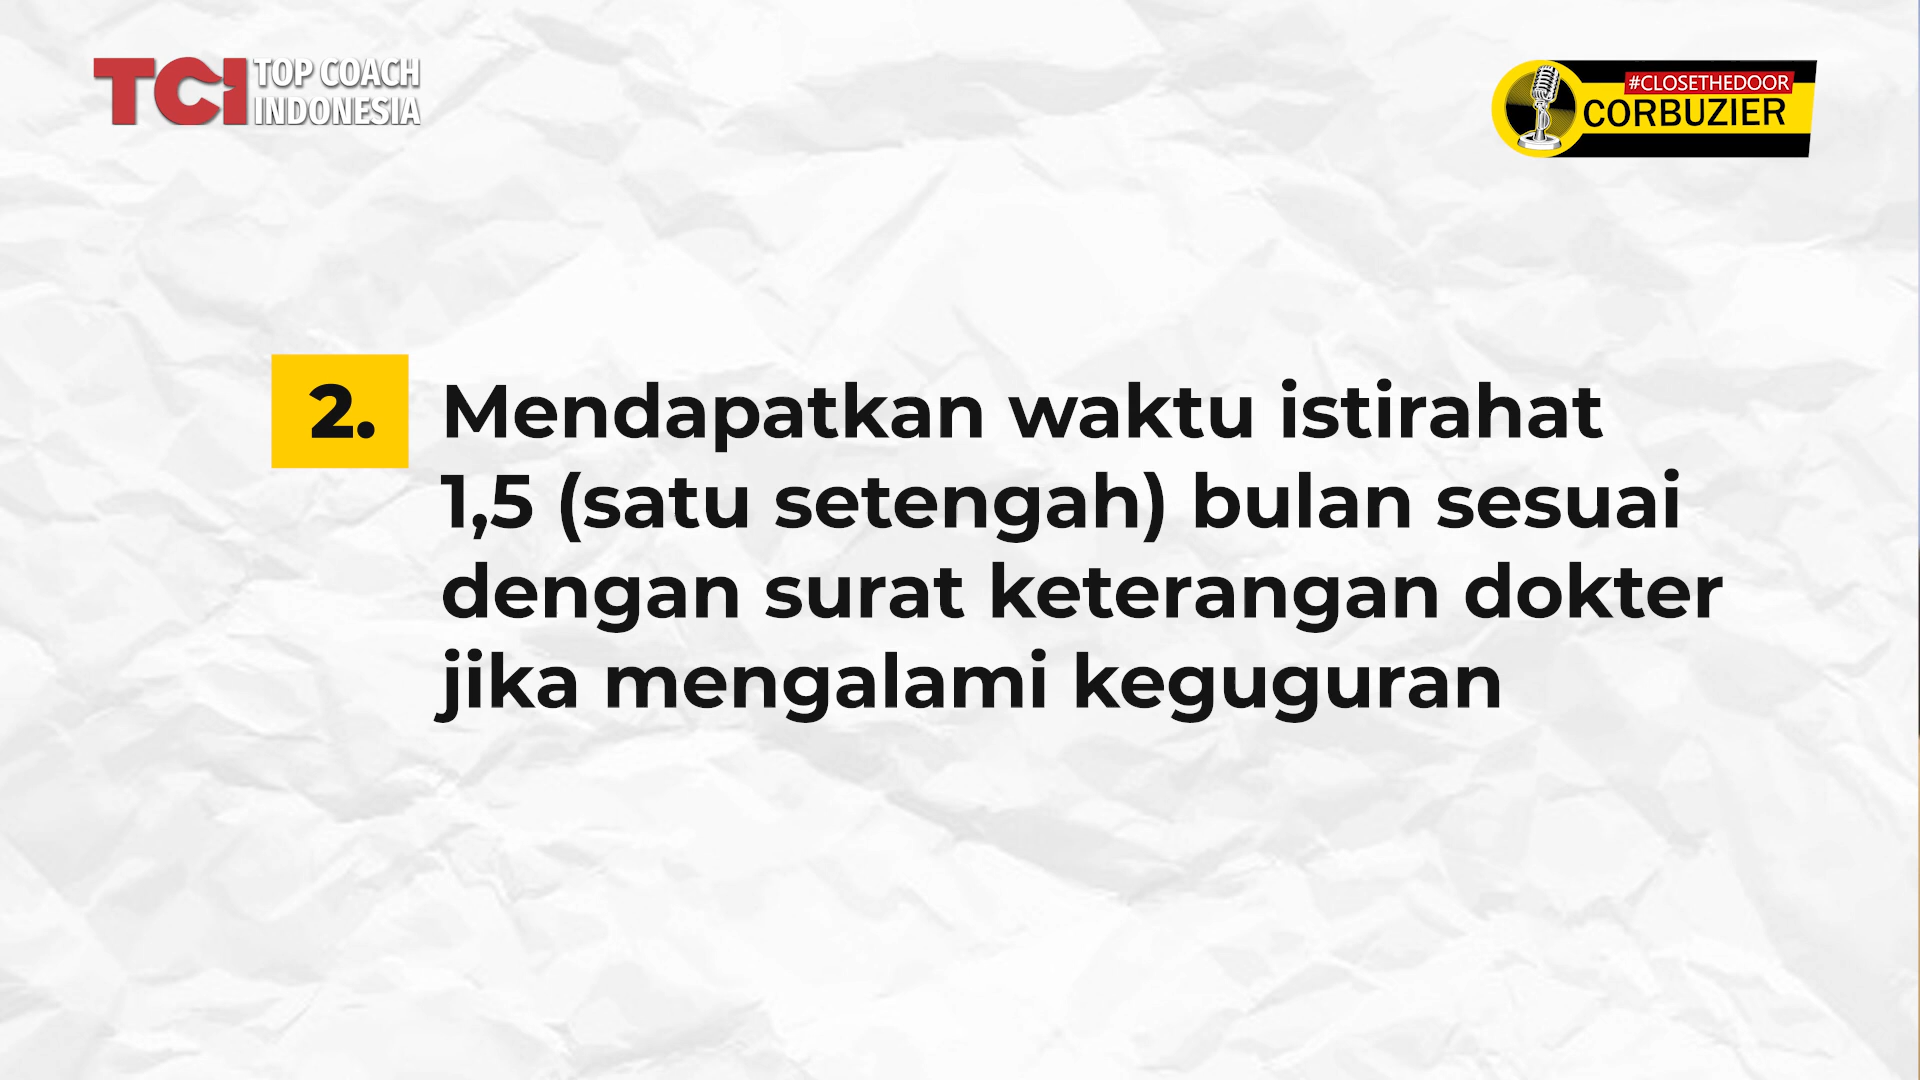 TCI TOP COACH
INDONESIA
#CLOSETHEDOOR
CORBUZIER
2. Mendapatkan waktu istirahat
1,5 (satu setengah) bulan sesuai
dengan surat keterangan dokter
jika mengalami keguguran